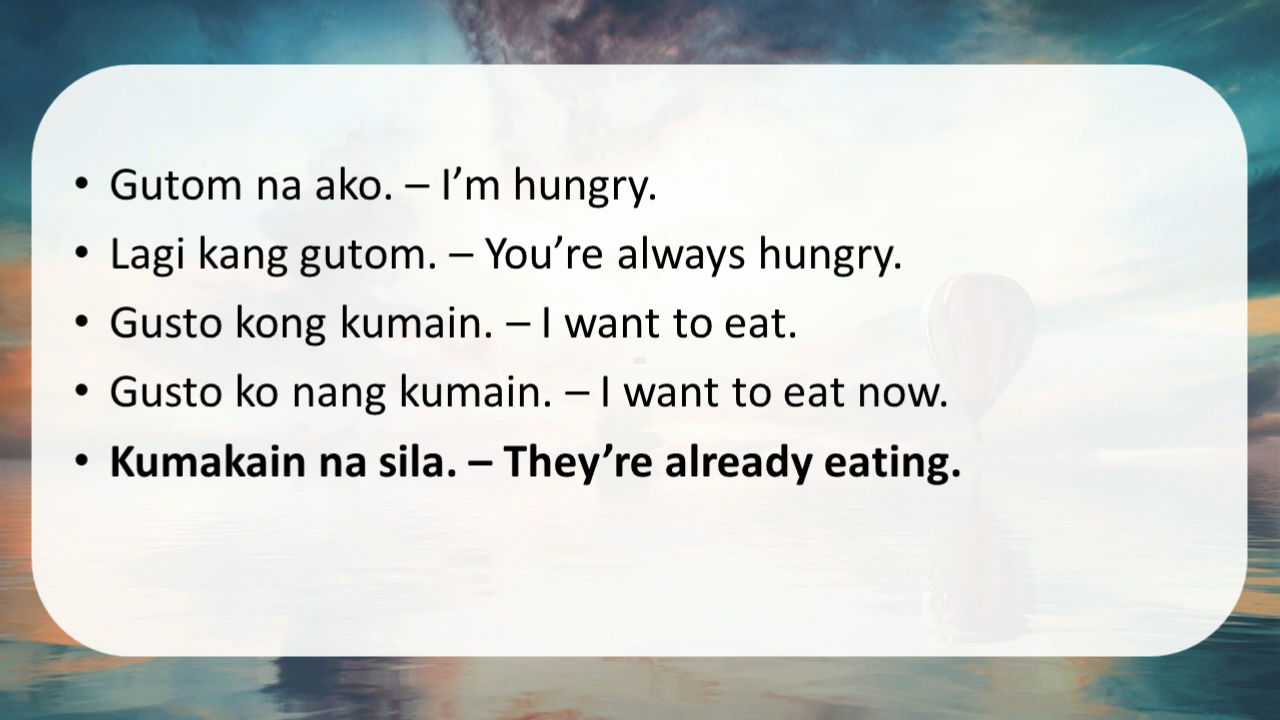 • Gutom na ako. – I’m hungry.
• Lagi kang gutom. – You’re always hungry.
• Gusto kong kumain. – I want to eat.
• Gusto ko nang kumain. – I want to eat now.
• Kumakain na sila. – They’re already eating.